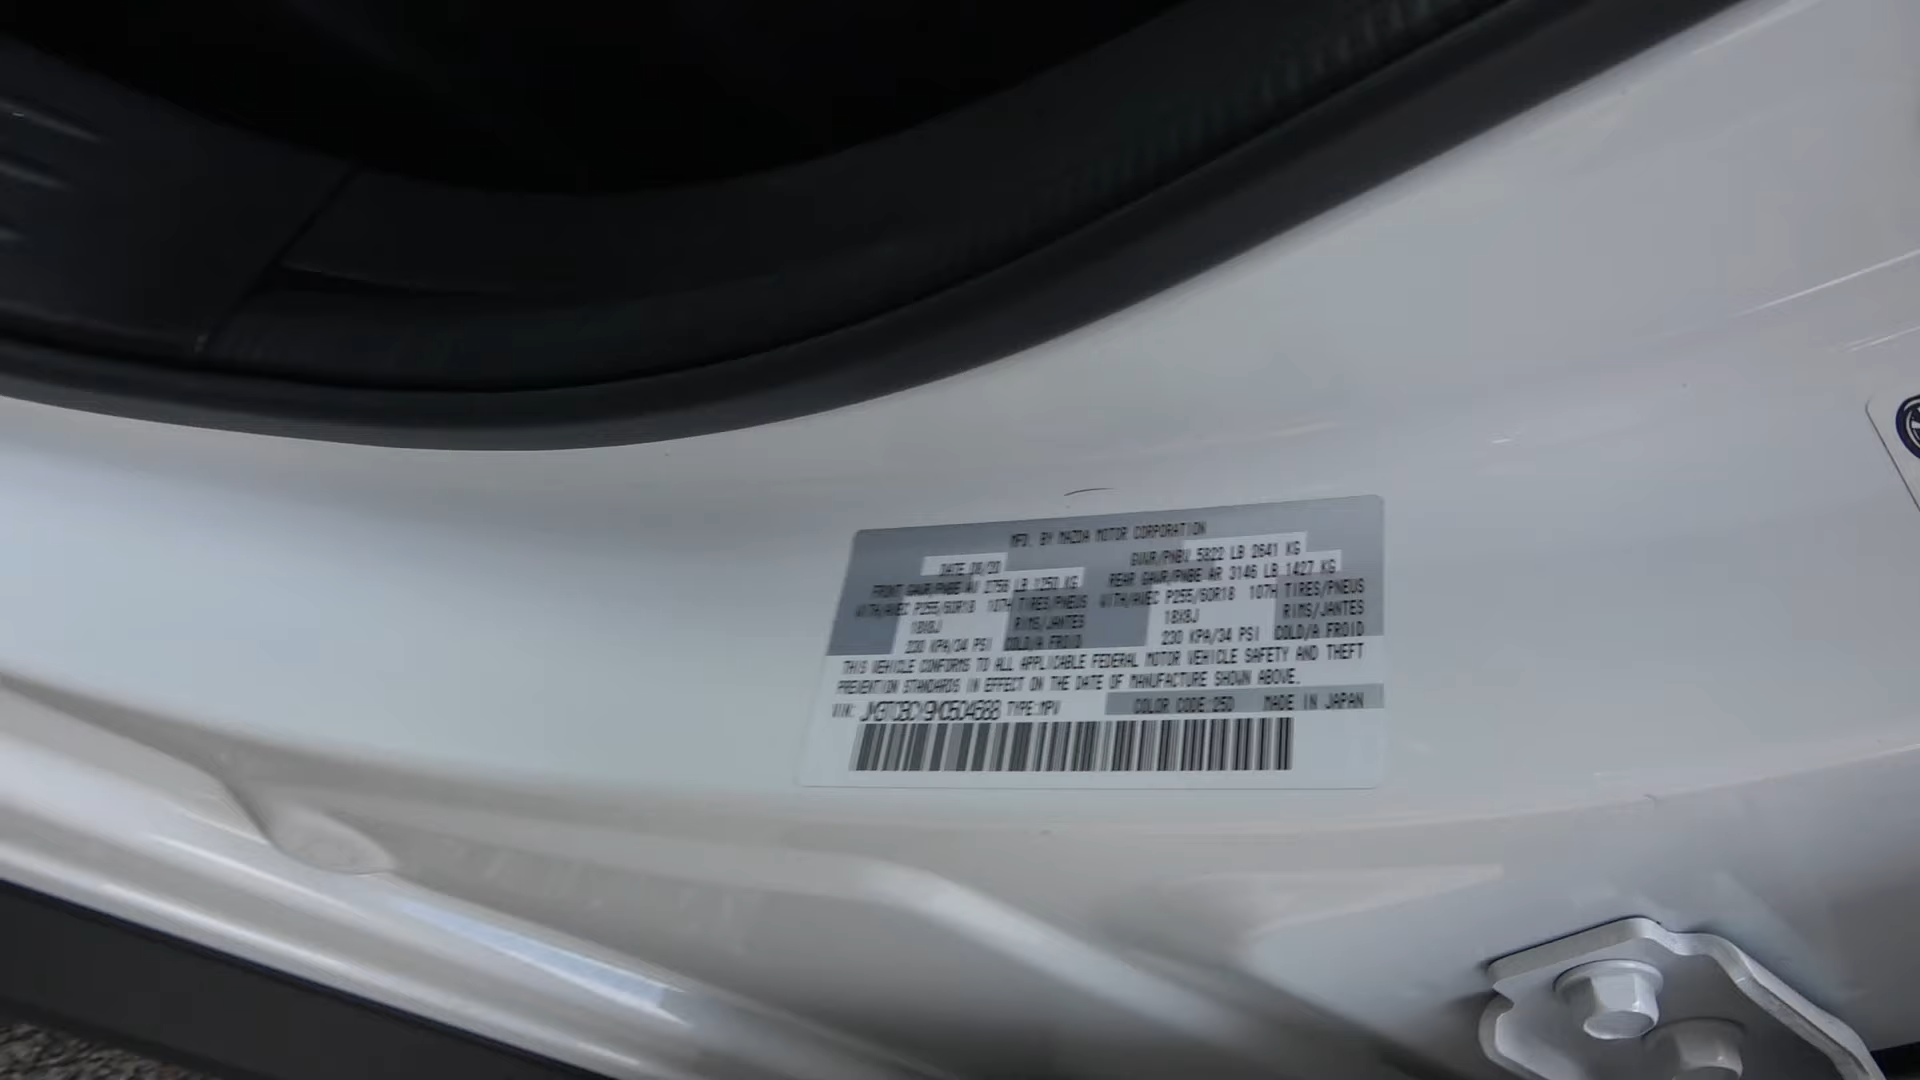 MFD. BY MAZDA MOTOR CORPORATION
DATE 08/20 GVWR/PNBV 5822 LB 2641 KG
FRONT GAWR/PNBE AV 2756 LB 1250 KG REAR GAWR/PNBE AR 3146 LB 1427 KG
WITH/AVEC P255/60R18 107H TIRES/PNEUS WITH/AVEC P255/60R18 107H TIRES/PNEUS
18X8J RIMS/JANTES 18X8J RIMS/JANTES
230 KPA/34 PSI COLD/A FROID 230 KPA/34 PSI COLD/A FROID
THIS VEHICLE CONFORMS TO ALL APPLICABLE FEDERAL MOTOR VEHICLE SAFETY AND THEFT
PREVENTION STANDARDS IN EFFECT ON THE DATE OF MANUFACTURE SHOWN ABOVE.
VIN: TYPE:MPV COLOR CODE:25D MADE IN JAPAN